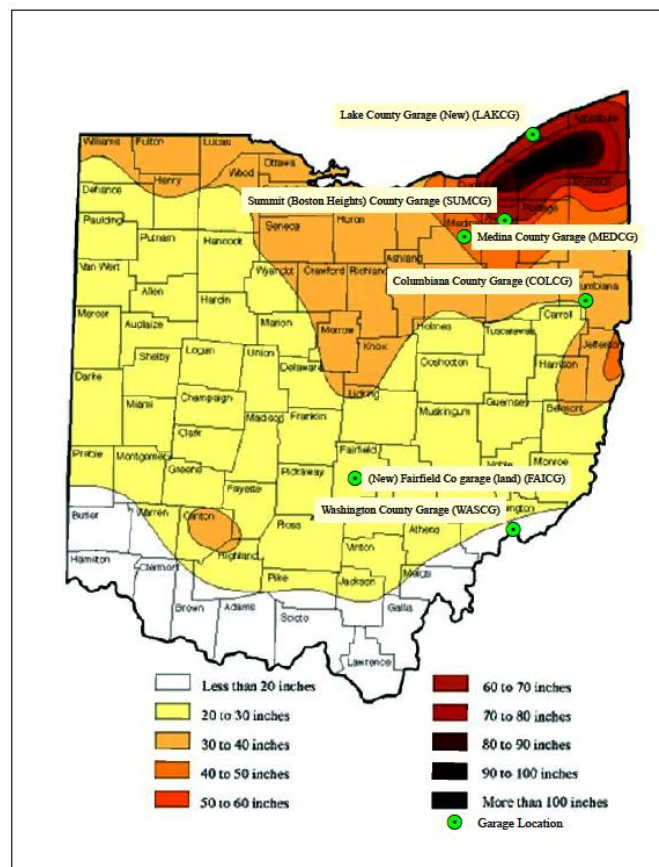 Lake County Garage (New) (LAKCG)
Ashtabula
Williams
Fulton
Lucas
Ottawa
Wood
Henry
Defiance
Summit (Boston Heights) County Garage (SUMCG)
Portage
Paulding
Seneca
Huron
Medina County Garage (MEDCG)
Putnam
Hancock
Ashland
Van Wert
Wyandot
Crawford
Richland
Columbiana County Garage (COLCG)
Allen
Hardin
Carroll
Mercer
Auglaize
Marion
Morrow
Holmes
Tuscarawas
Jefferson
Knox
Logan
Union
Shelby
Delaware
Coshocton
Harrison
Darke
Licking
Champaign
Guernsey
Miami
Madison
Franklin
Muskingum
Belmont
Clark
Fairfield
Preble
Montgomery
Greene
Pickaway
Noble
Monroe
(New) Fairfield Co garage (land) (FAICG)
Fayette
Washington County Garage (WASCG)
Butler
Warren
Clinton
Ross
Athens
Highland
Vinton
Hamilton
Clermont
Pike
Jackson
Meigs
Brown
Adams
Scioto
Gallia
Lawrence
Less than 20 inches
20 to 30 inches
30 to 40 inches
40 to 50 inches
50 to 60 inches
60 to 70 inches
70 to 80 inches
80 to 90 inches
90 to 100 inches
More than 100 inches
Garage Location